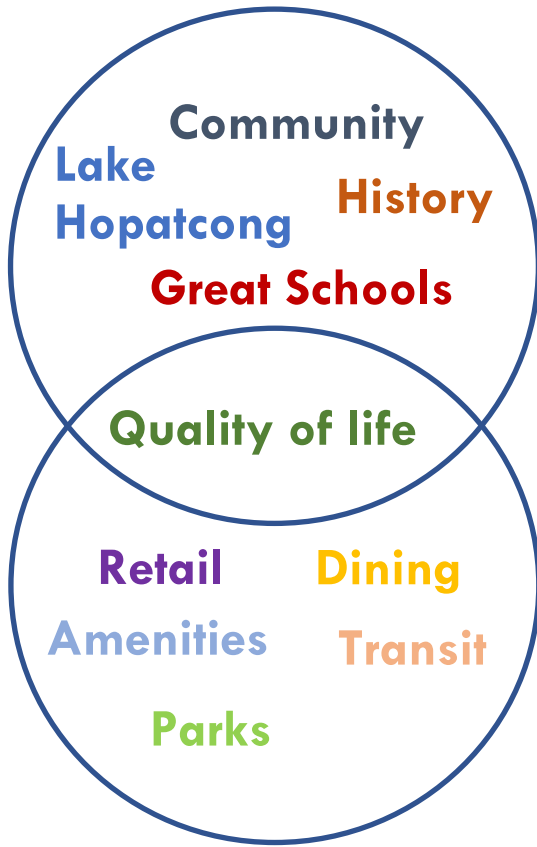 Community
Lake
Hopatcong
History
Great Schools
Quality of life
Retail
Dining
Amenities
Transit
Parks